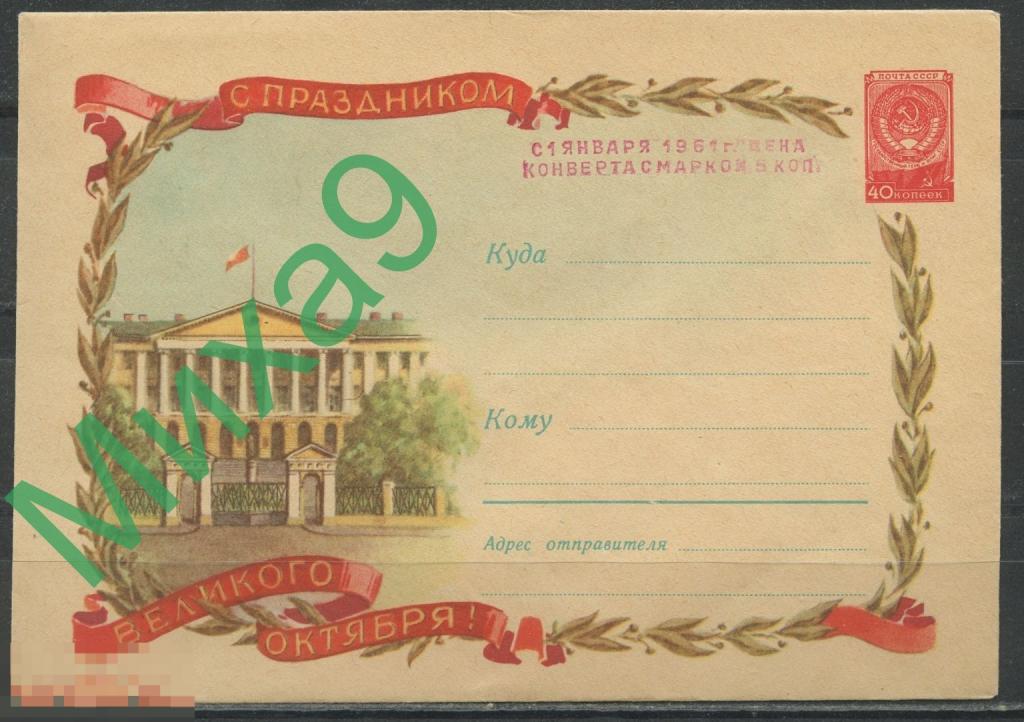 С ПРАЗДНИКОМ
ПОЧТА СССР
С 1 ЯНВАРЯ 1961 г. ЦЕНА
КОНВЕРТА С МАРКОЙ 5 КОП.
40 КОПЕЕК
Куда
Кому
Адрес отправителя
ВЕЛИКОГО
ОКТЯБРЯ!
Миха9